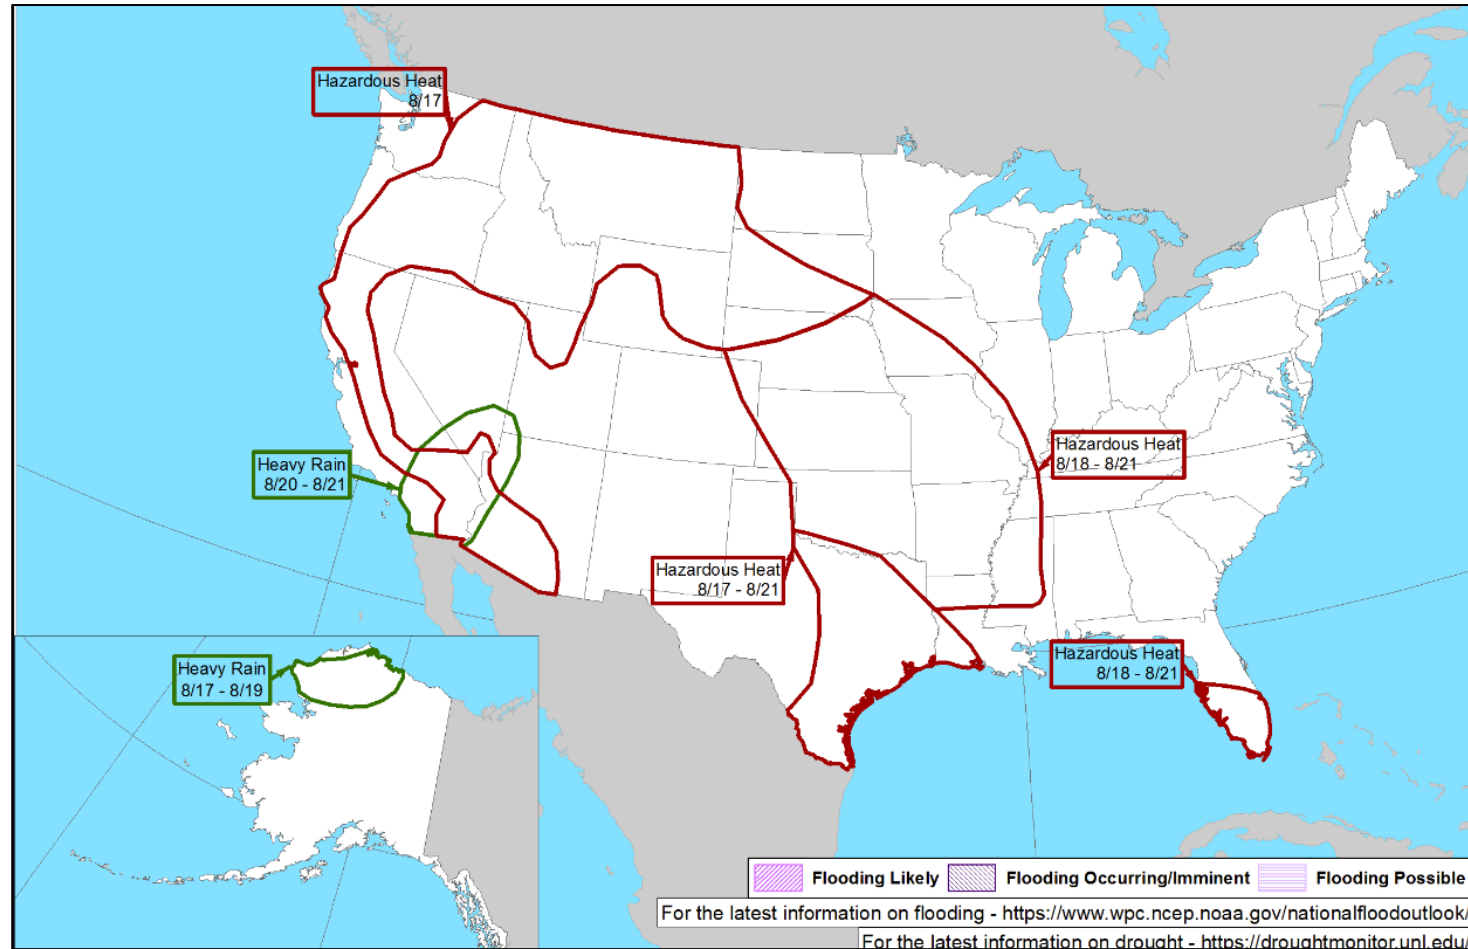 Hazardous Heat
8/17
Heavy Rain
8/20 - 8/21
Hazardous Heat
8/18 - 8/21
Hazardous Heat
8/17 - 8/21
Heavy Rain
8/17 - 8/19
Hazardous Heat
8/18 - 8/21
Flooding Likely
Flooding Occurring/Imminent
Flooding Possible
For the latest information on flooding - https://www.wpc.ncep.noaa.gov/nationalfloodoutlook/
For the latest information on drought - https://droughtmonitor.unl.edu/